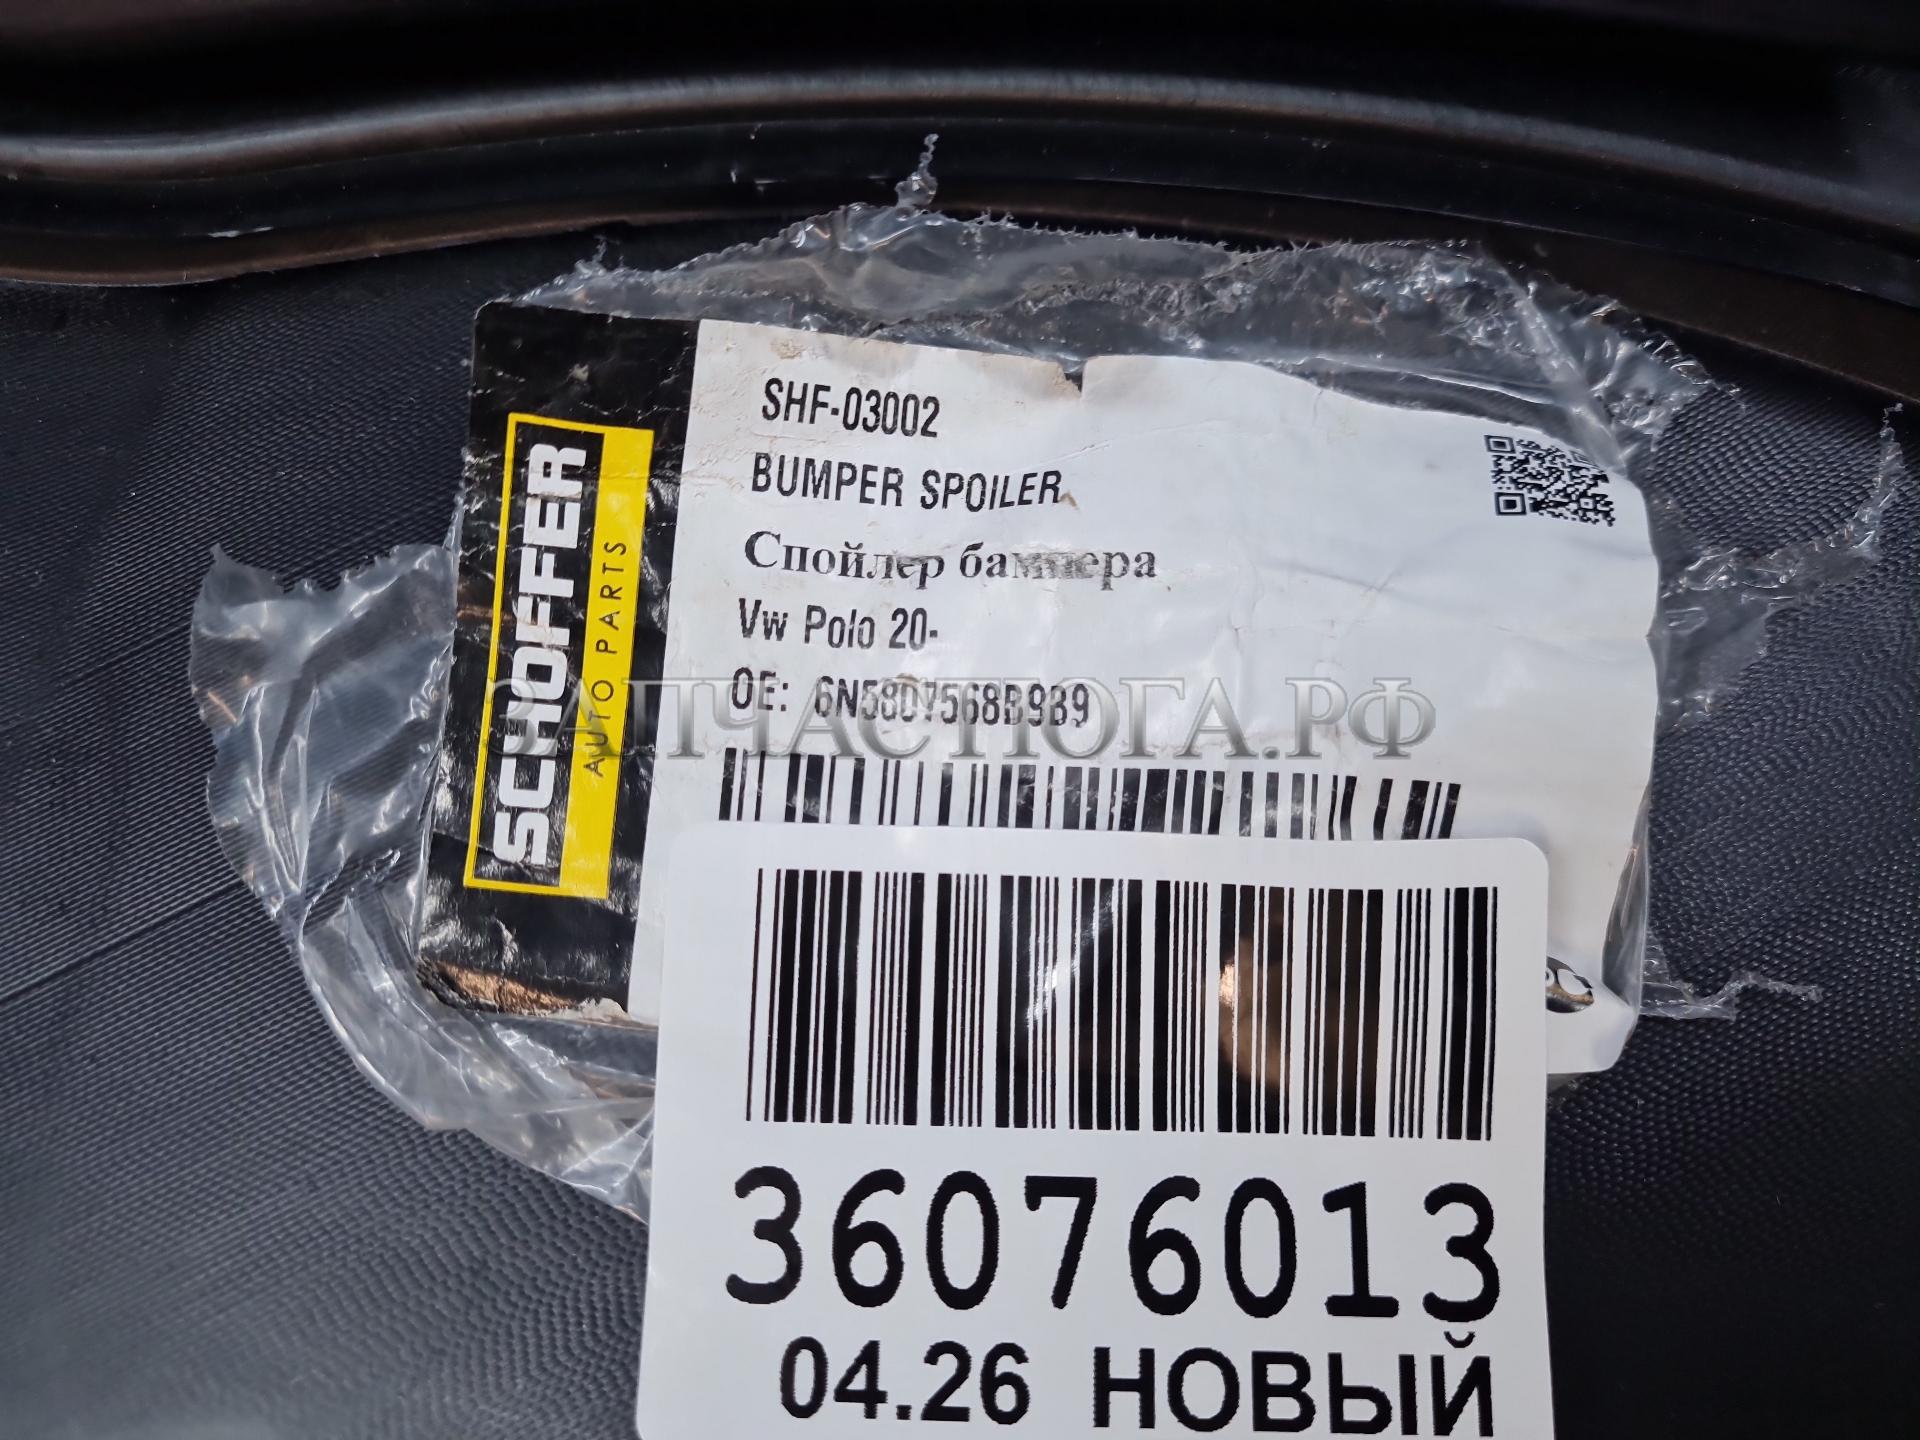 SCHOFFER
AUTO PARTS
SHF-03002
BUMPER SPOILER
Спойлер бампера
Vw Polo 20-
OE: 6N5807568B9B9
ЗАПЧАСТЮГА.РФ
36076013
04.26 НОВЫЙ